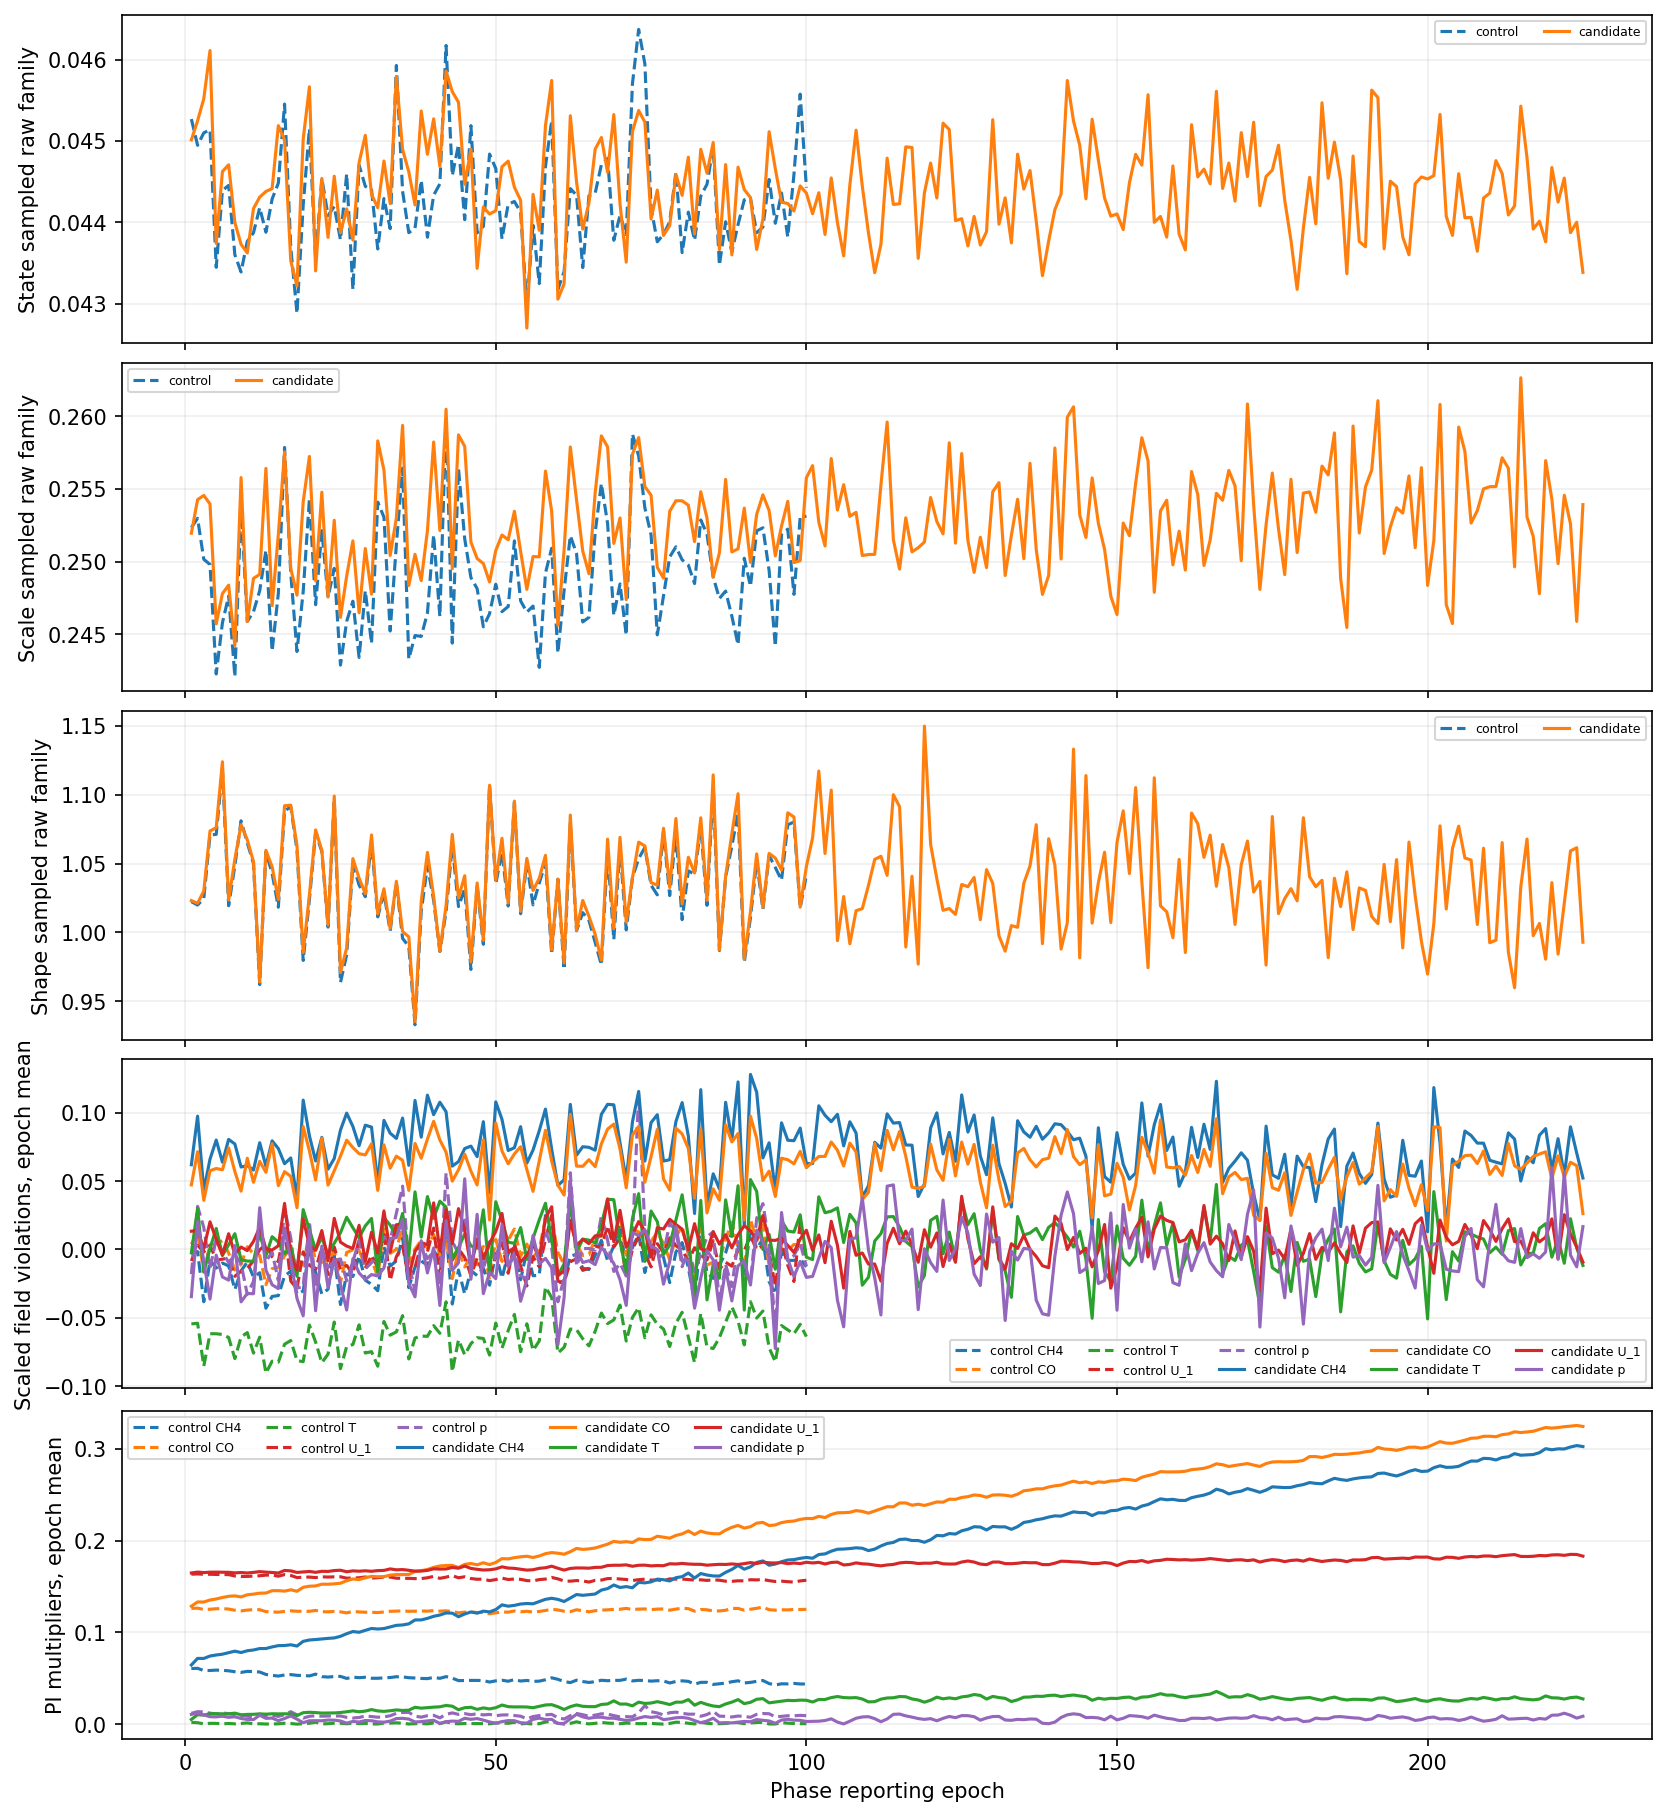 State sampled raw family
0.046
0.045
0.044
0.043
control candidate
Scale sampled raw family
0.260
0.255
0.250
0.245
control candidate
Shape sampled raw family
1.15
1.10
1.05
1.00
0.95
control candidate
Scaled field violations, epoch mean
0.10
0.05
0.00
−0.05
−0.10
control CH4 control T control p candidate CO candidate U_1
control CO control U_1 candidate CH4 candidate T candidate p
PI multipliers, epoch mean
0.3
0.2
0.1
0.0
control CH4 control T control p candidate CO candidate U_1
control CO control U_1 candidate CH4 candidate T candidate p
0 50 100 150 200
Phase reporting epoch